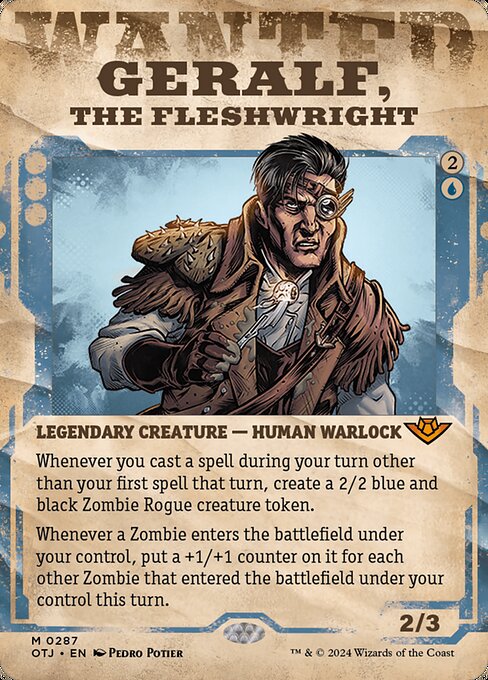 WANTED
GERALF,
THE FLESHWRIGHT
2
LEGENDARY CREATURE — HUMAN WARLOCK
Whenever you cast a spell during your turn other
than your first spell that turn, create a 2/2 blue and
black Zombie Rogue creature token.
Whenever a Zombie enters the battlefield under
your control, put a +1/+1 counter on it for each
other Zombie that entered the battlefield under your
control this turn.
2/3
M 0287
OTJ • EN Pedro Potier
™ & © 2024 Wizards of the Coast